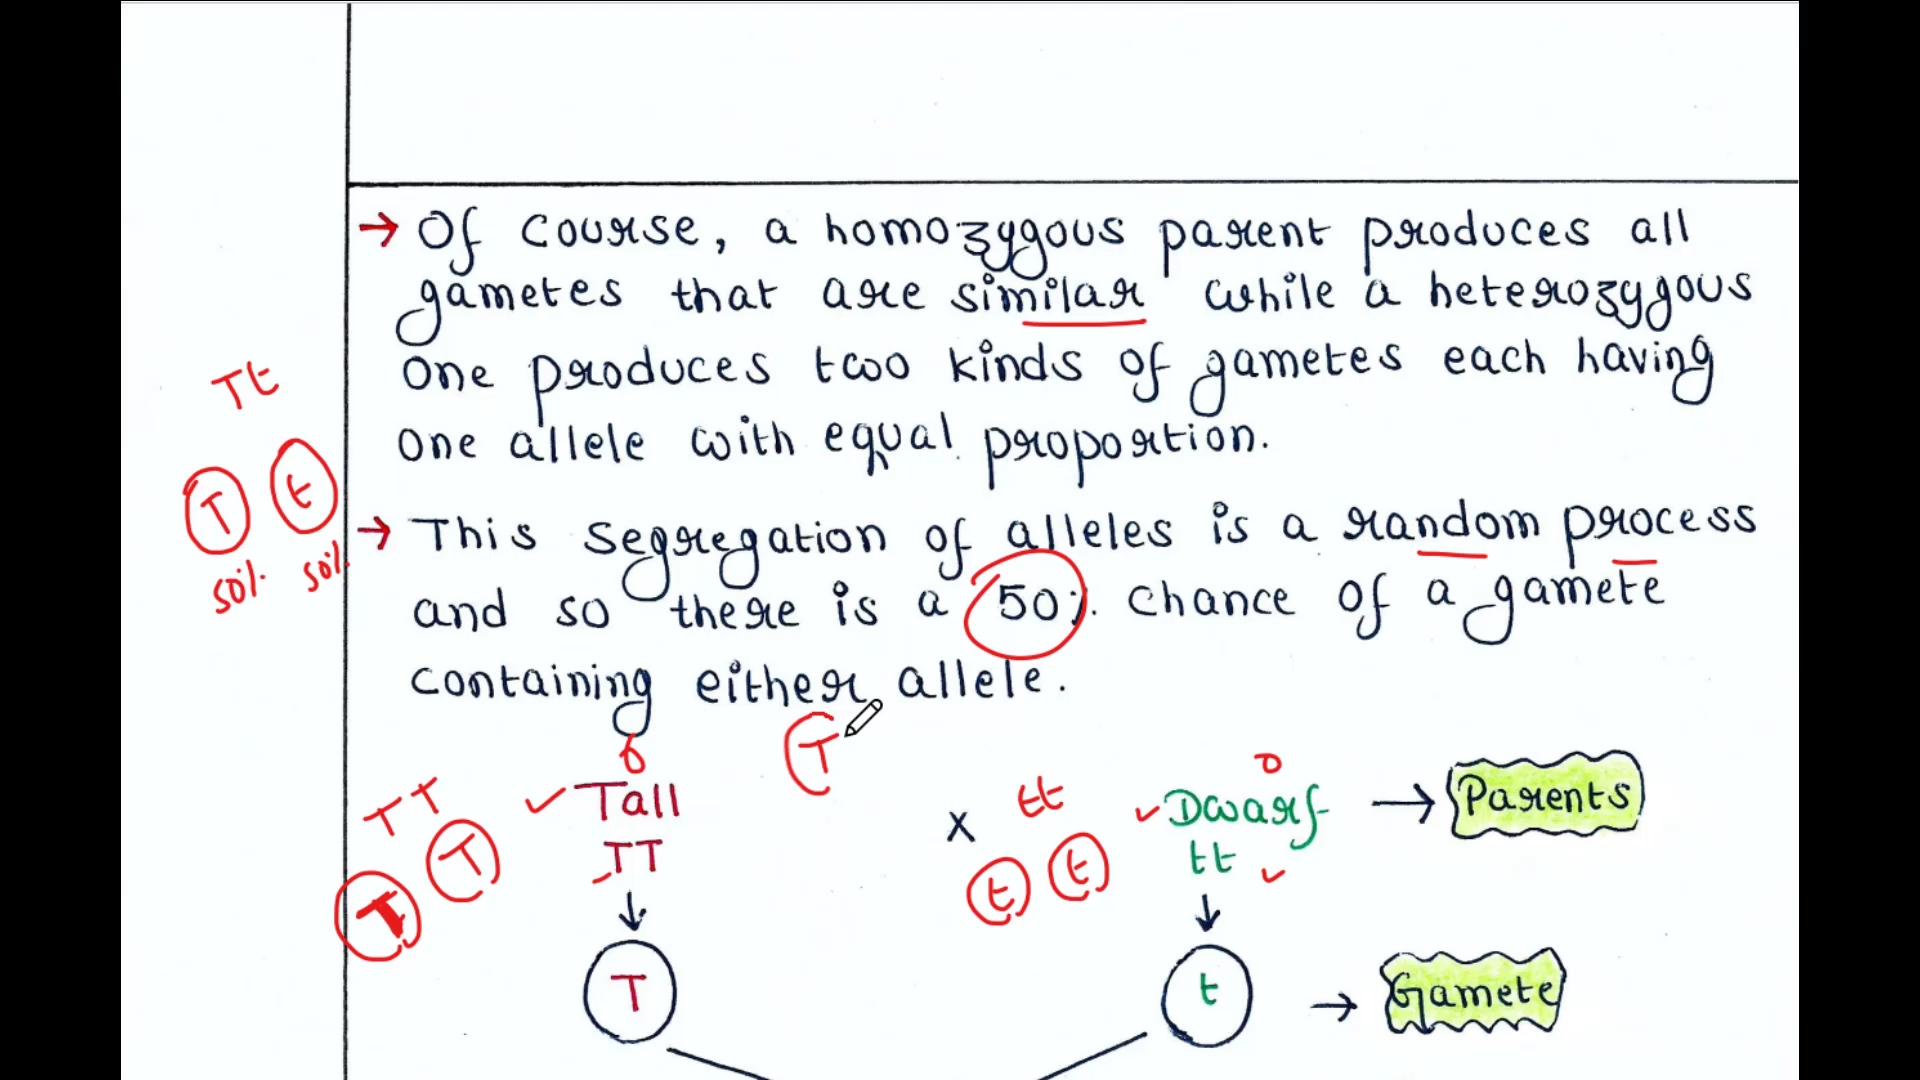 → Of course, a homozygous parent produces all
gametes that are similar while a heterozygous
one produces two kinds of gametes each having
one allele with equal proportion.
Tt
T t
50% 50%
→ This segregation of alleles is a random process
and so there is a 50% chance of a gamete
containing either allele.
T
TT
T T
Tall
TT
x
tt
t t
Dwarf
tt
→ Parents
T
t
→ Gamete